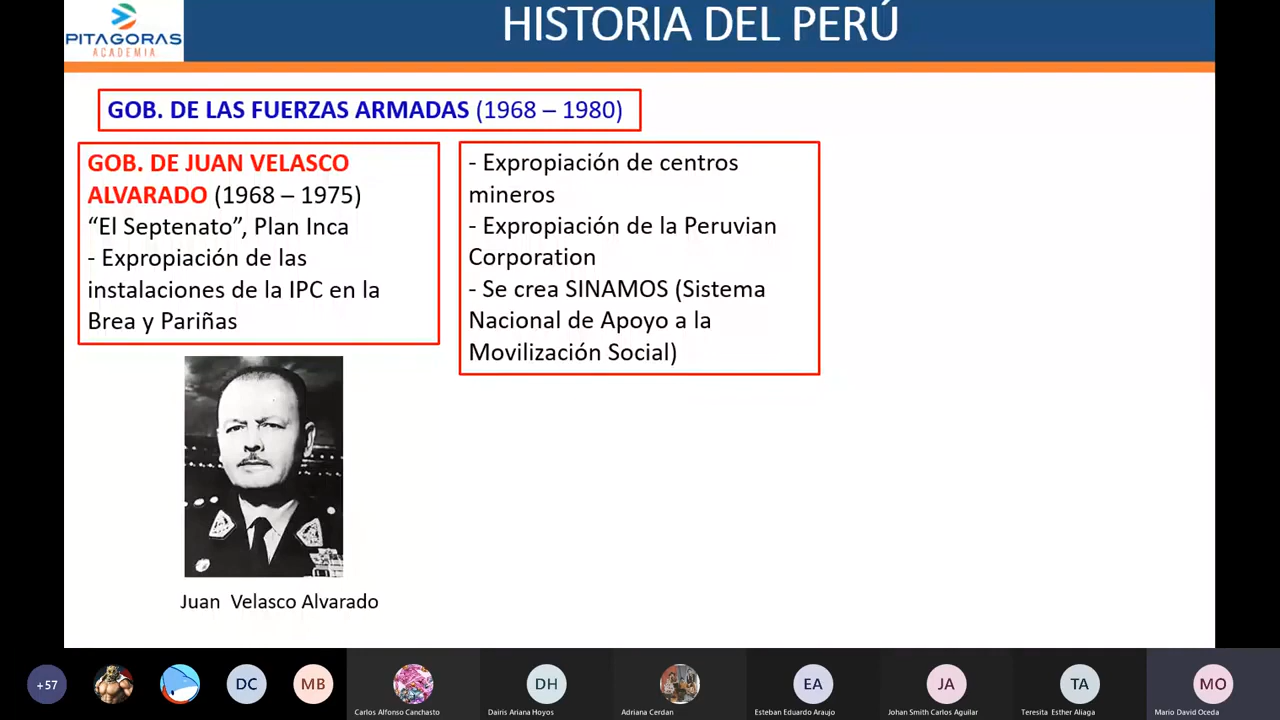 PITAGORAS
ACADEMIA
HISTORIA DEL PERÚ
GOB. DE LAS FUERZAS ARMADAS (1968 – 1980)
GOB. DE JUAN VELASCO
ALVARADO (1968 – 1975)
“El Septenato”, Plan Inca
- Expropiación de las
instalaciones de la IPC en la
Brea y Pariñas
- Expropiación de centros
mineros
- Expropiación de la Peruvian
Corporation
- Se crea SINAMOS (Sistema
Nacional de Apoyo a la
Movilización Social)
Juan Velasco Alvarado
+57
DC
MB
DH
EA
JA
TA
MO
Carlos Alfonso Canchasto
Dairis Ariana Hoyos
Adriana Cerdan
Esteban Eduardo Araujo
Johan Smith Carlos Aguilar
Teresita Esther Aliaga
Mario David Oceda